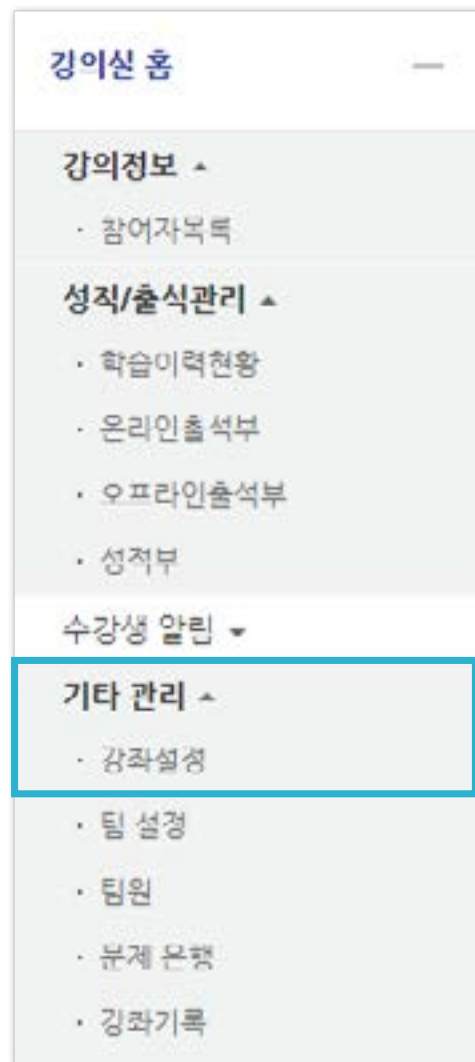 강의실 홈
강의정보
· 참여자목록
성적/출석관리
· 학습이력현황
· 온라인출석부
· 오프라인출석부
· 성적부
수강생 알림
기타 관리
· 강좌설정
· 팀 설정
· 팀원
· 문제 은행
· 강좌기록